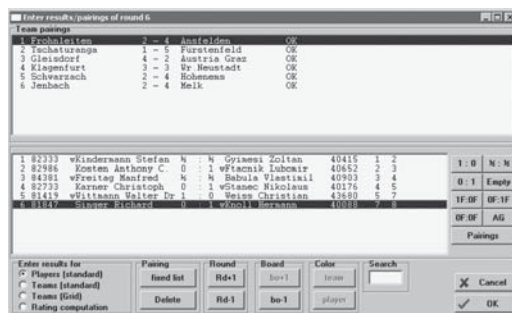 Enter results/pairings of round 6
Team pairings
1 Frohnleiten 2 - 4 Ansfelden OK
2 Tschaturanga 1 - 5 Fürstenfeld OK
3 Gleisdorf 4 - 2 Austria Graz OK
4 Klagenfurt 3 - 3 Wr Neustadt OK
5 Schwarzach 2 - 4 Hohenems OK
6 Jenbach 2 - 4 Melk OK
1 82333 wKindermann Stefan ½ : ½ Gyimesi Zoltan 40415 1 2
2 82986 Kosten Anthony C. 0 : 1 wFtacnik Lubomir 40652 2 3
3 84381 wFreitag Manfred ½ : ½ Babula Vlastimil 40903 3 4
4 82733 Karner Christoph 0 : 1 wStanec Nikolaus 40176 4 5
5 81419 wWittmann Walter Dr 1 : 0 Weiss Christian 43680 5 7
6 81847 Singer Richard 0 : 1 wKnoll Hermann 40088 7 8
1 : 0 ½ : ½
0 : 1 Empty
1F:0F 0F:1F
0F:0F AG
Pairings
Enter results for Pairing Round Board Color Search
Players (standard)
Teams (standard)
Teams (Grid)
Rating computation
fixed list Rd+1 bo+1 team
Delete Rd-1 bo-1 player
Cancel
OK